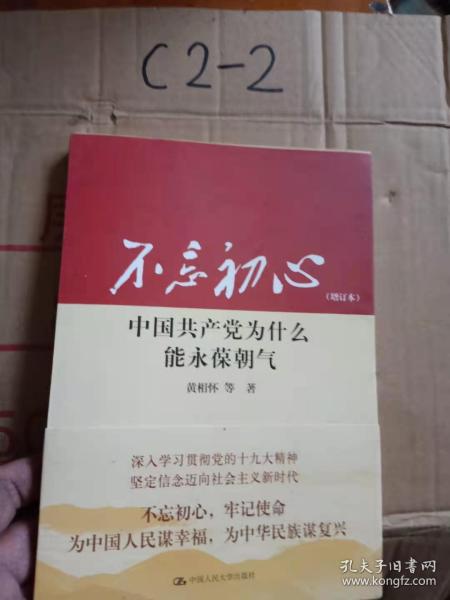 C2-2
不忘初心
(增订本)
中国共产党为什么
能永葆朝气
黄相怀 等 著
深入学习贯彻党的十九大精神
坚定信念迈向社会主义新时代
不忘初心，牢记使命
为中国人民谋幸福，为中华民族谋复兴
中国人民大学出版社
孔夫子旧书网